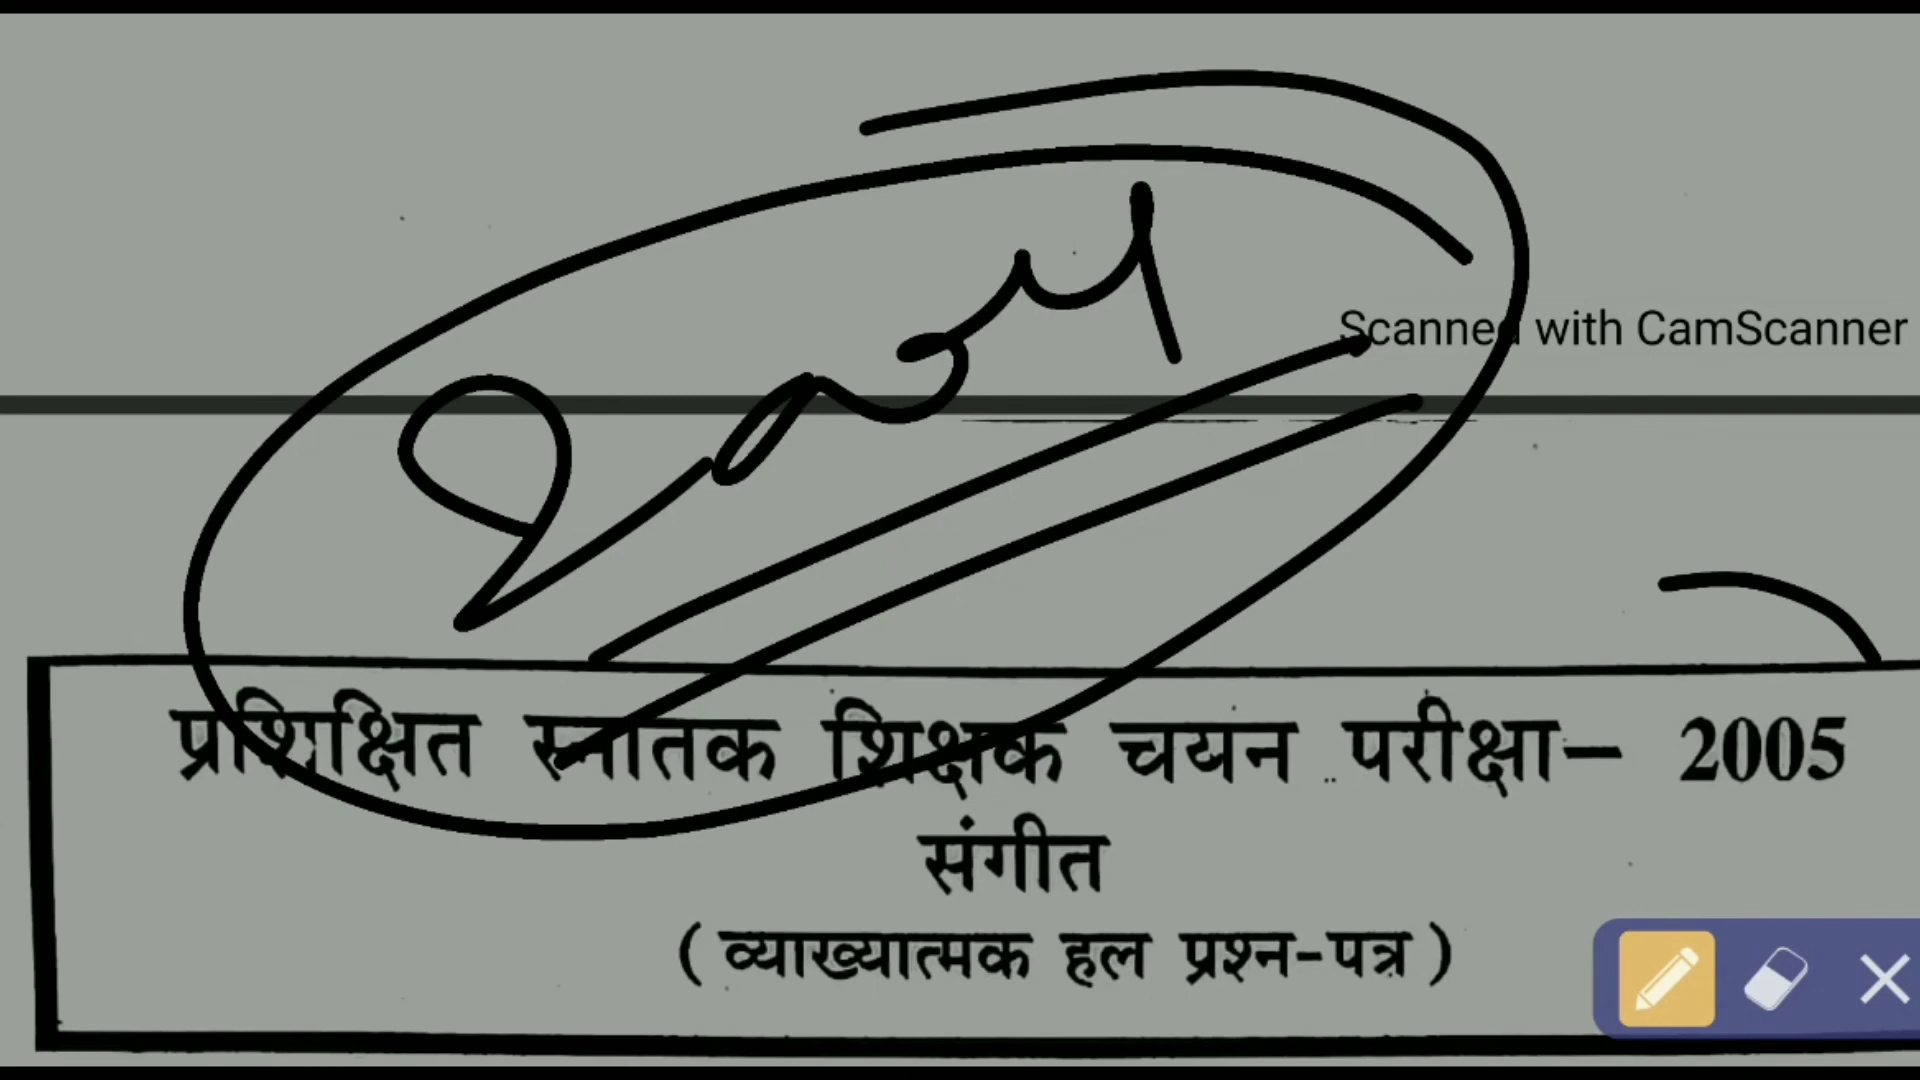 Scanned with CamScanner
प्रशिक्षित स्नातक शिक्षक चयन परीक्षा– 2005
संगीत
( व्याख्यात्मक हल प्रश्न-पत्र )